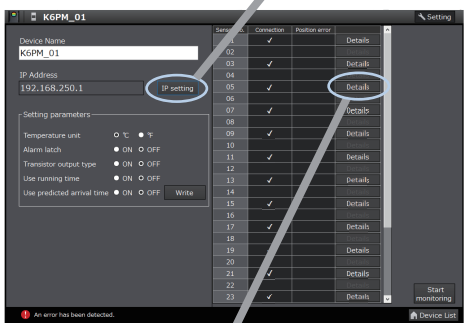 K6PM_01
Setting
Device Name
K6PM_01
IP Address
192.168.250.1 IP setting
Setting parameters
Temperature unit ℃ ℉
Alarm latch ON OFF
Transistor output type ON OFF
Use running time ON OFF
Use predicted arrival time ON OFF Write
Connection Position error
✓ Details
02
03 ✓ Details
04
05 ✓ Details
06
07 ✓ Details
08
09 ✓ Details
10
11 ✓ Details
12
13 ✓ Details
14
15 ✓ Details
16
17 ✓ Details
18
19 Details
20
21 ✓ Details
22
23 ✓ Details
Start
monitoring
An error has been detected.
Device List